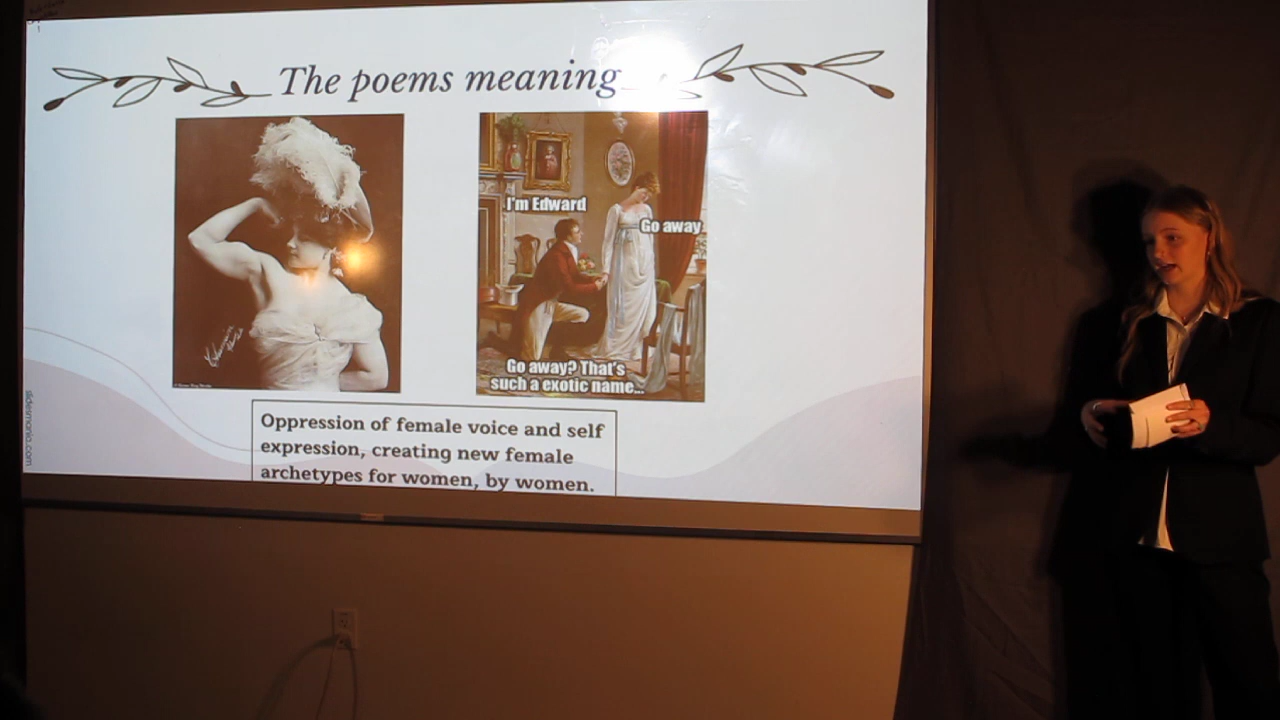 The poems meaning
I'm Edward
Go away
Go away? That's
such a exotic name...
Oppression of female voice and self
expression, creating new female
archetypes for women, by women.
slidesmania.com